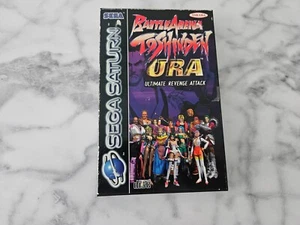 SEGA
SEGA SATURN
BATTLE ARENA
TOSHINDEN
URA
ULTIMATE REVENGE ATTACK